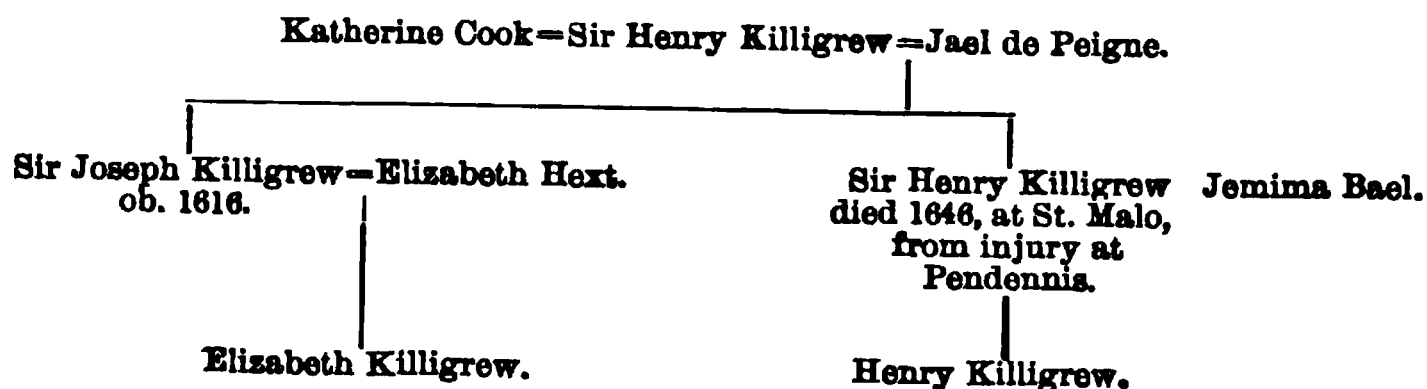 Katherine Cook=Sir Henry Killigrew=Jael de Peigne.
Sir Joseph Killigrew=Elizabeth Hext.
ob. 1616.
Sir Henry Killigrew Jemima Bael.
died 1646, at St. Malo,
from injury at
Pendennis.
Elizabeth Killigrew.
Henry Killigrew.